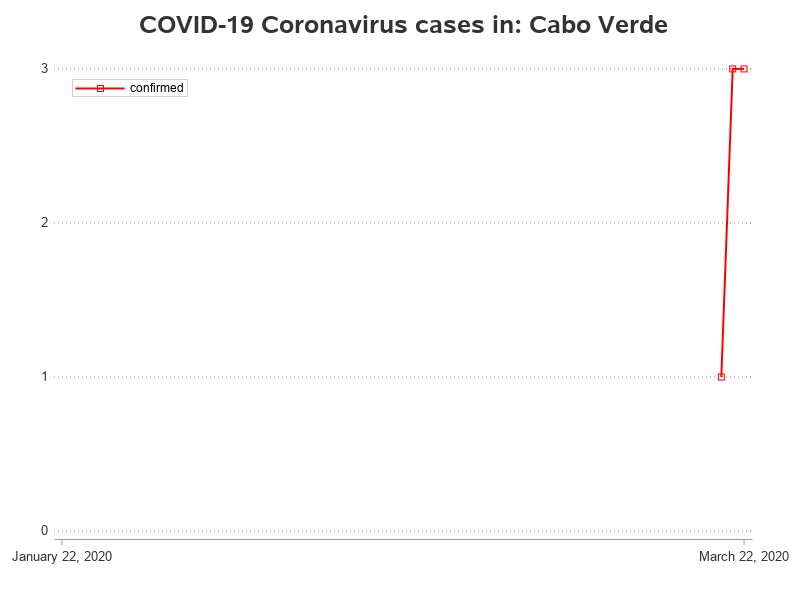 COVID-19 Coronavirus cases in: Cabo Verde
3
confirmed
2
1
0
January 22, 2020
March 22, 2020